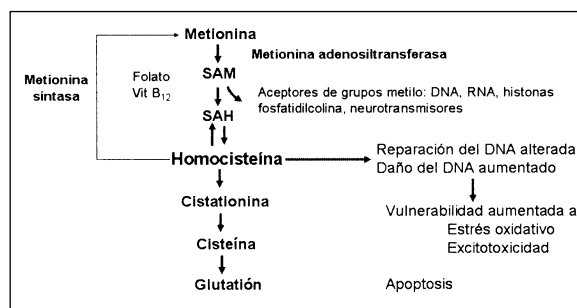 Metionina
Metionina adenosiltransferasa
Metionina
sintasa
Folato
Vit B12
SAM
Aceptores de grupos metilo: DNA, RNA, histonas
fosfatidilcolina, neurotransmisores
SAH
Homocisteína
Reparación del DNA alterada
Daño del DNA aumentado
Cistationina
Vulnerabilidad aumentada a
Estrés oxidativo
Excitotoxicidad
Cisteína
Glutatión
Apoptosis